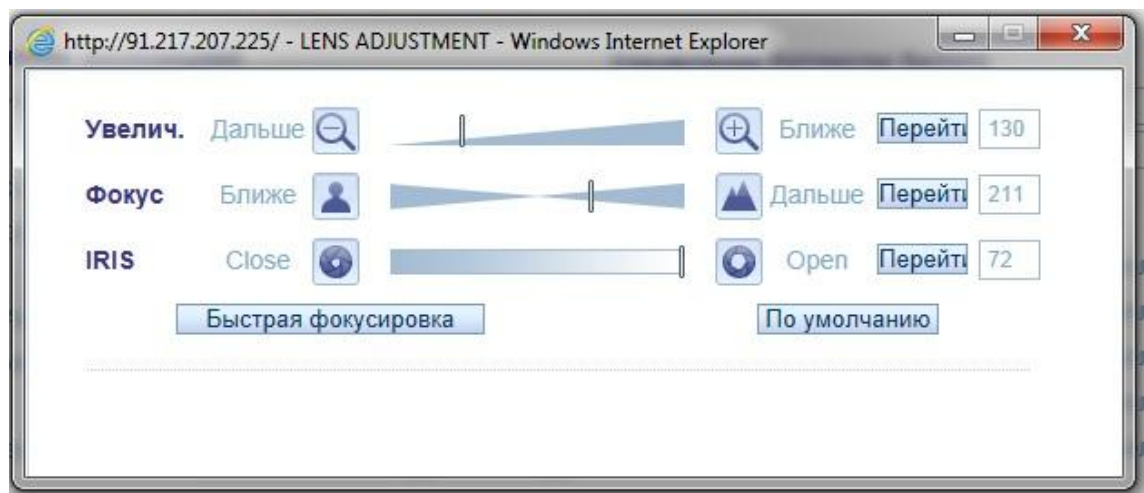 http://91.217.207.225/ - LENS ADJUSTMENT - Windows Internet Explorer
Увелич. Дальше Ближе Перейти 130
Фокус Ближе Дальше Перейти 211
IRIS Close Open Перейти 72
Быстрая фокусировка По умолчанию